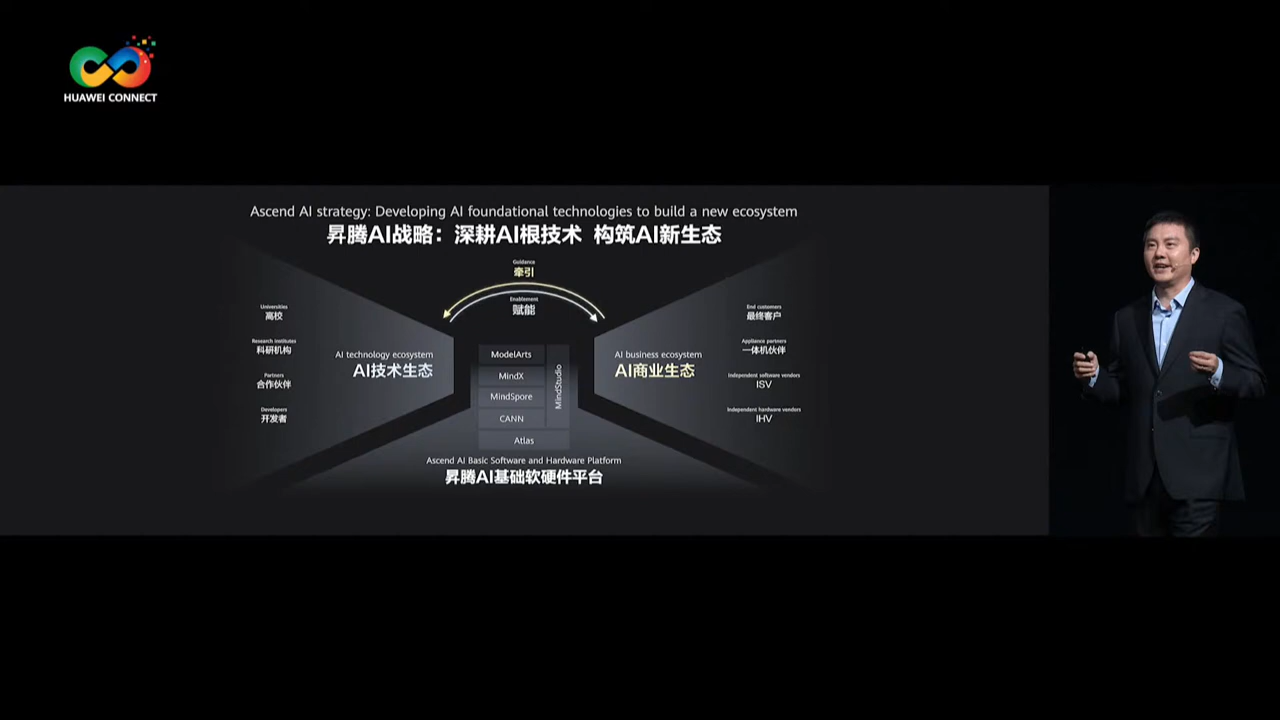 HUAWEI CONNECT
Ascend AI strategy: Developing AI foundational technologies to build a new ecosystem
昇腾AI战略：深耕AI根技术 构筑AI新生态
Guidance
牵引
Enablement
赋能
Universities
高校
Research institutes
科研机构
Partners
合作伙伴
Developers
开发者
AI technology ecosystem
AI技术生态
ModelArts
MindX
MindSpore
CANN
Atlas
MindStudio
AI business ecosystem
AI商业生态
End customers
最终客户
Appliance partners
一体机伙伴
Independent software vendors
ISV
Independent hardware vendors
IHV
Ascend AI Basic Software and Hardware Platform
昇腾AI基础软硬件平台